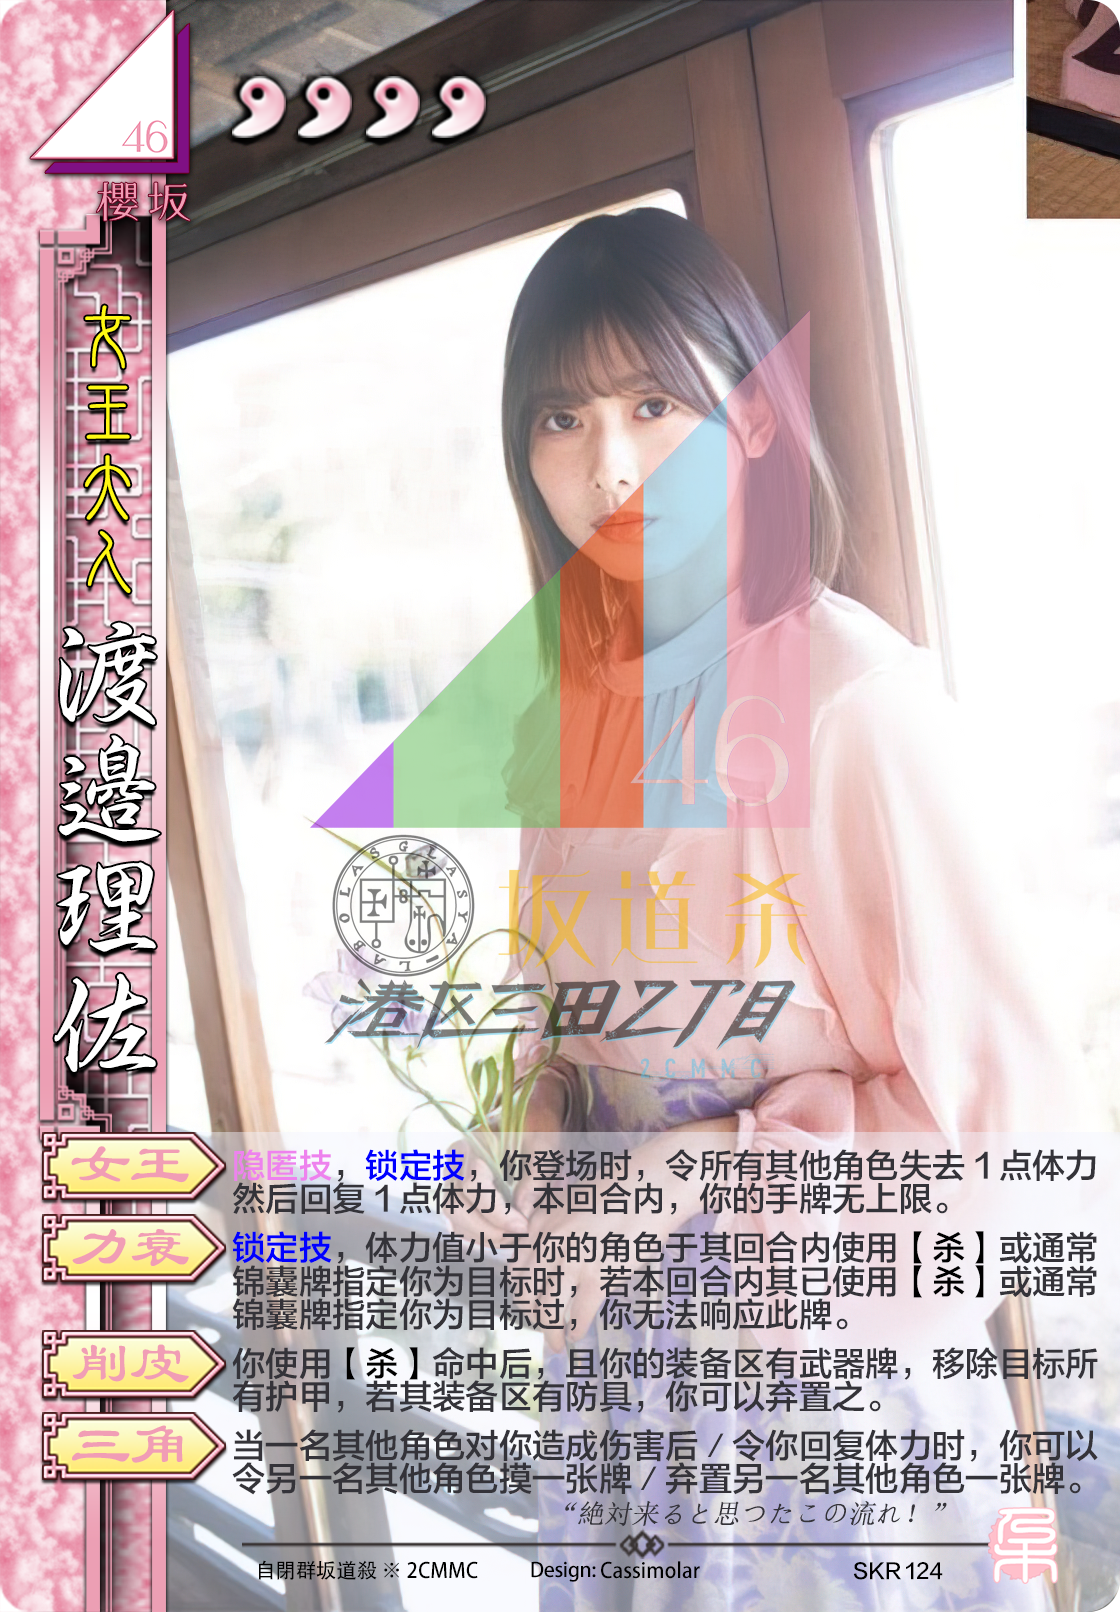 46
櫻坂
女王大人
渡邉理佐
46
GLASYA-LABOLAS
坂道杀
港区三田乙丁目
2CMMC
女王
隐匿技，锁定技，你登场时，令所有其他角色失去1点体力
然后回复1点体力，本回合内，你的手牌无上限。
力衰
锁定技，体力值小于你的角色于其回合内使用【杀】或通常
锦囊牌指定你为目标时，若本回合内其已使用【杀】或通常
锦囊牌指定你为目标过，你无法响应此牌。
削皮
你使用【杀】命中后，且你的装备区有武器牌，移除目标所
有护甲，若其装备区有防具，你可以弃置之。
三角
当一名其他角色对你造成伤害后/令你回复体力时，你可以
令另一名其他角色摸一张牌/弃置另一名其他角色一张牌。
“絶対来ると思つたこの流れ！”
自閉群坂道殺 ※ 2CMMC
Design: Cassimolar
SKR124